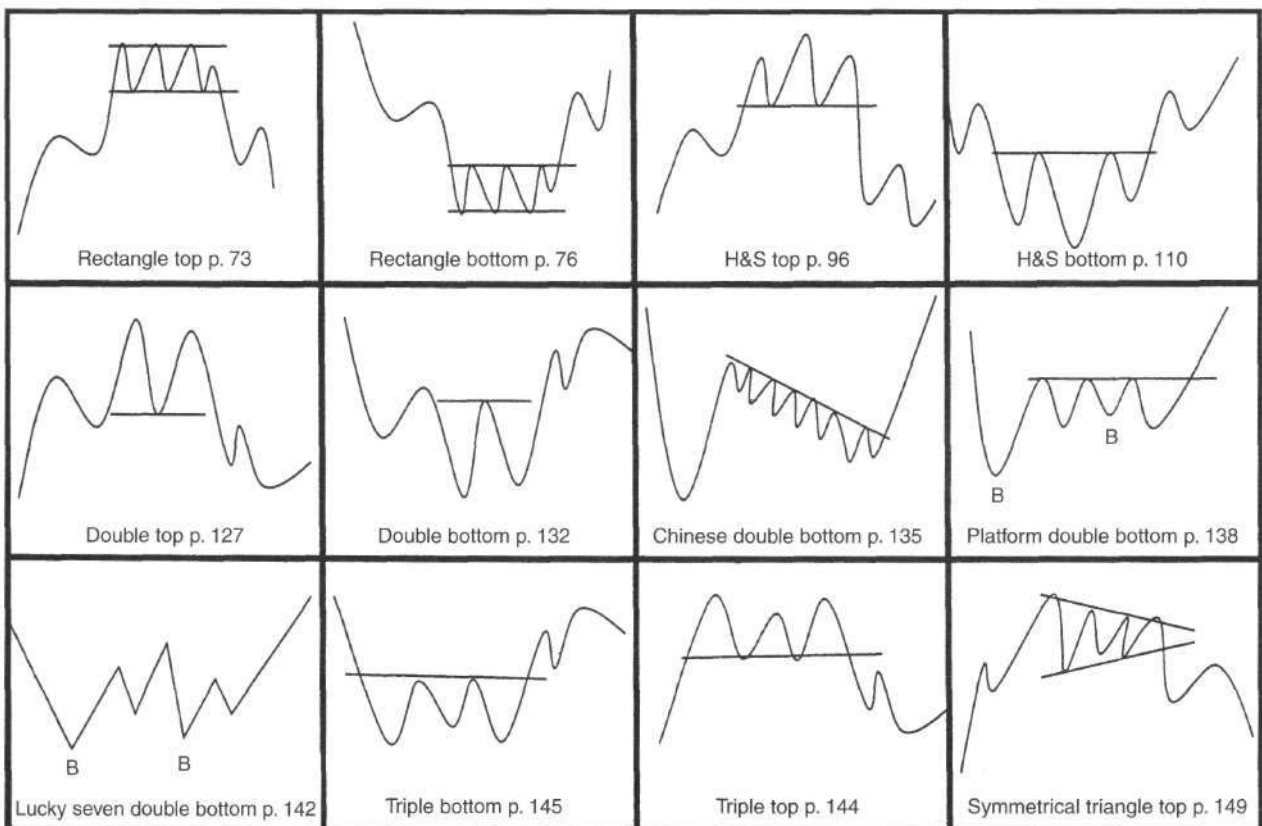 Rectangle top p. 73
Rectangle bottom p. 76
H&S top p. 96
H&S bottom p. 110
B
B
Double top p. 127
Double bottom p. 132
Chinese double bottom p. 135
Platform double bottom p. 138
B
B
Lucky seven double bottom p. 142
Triple bottom p. 145
Triple top p. 144
Symmetrical triangle top p. 149